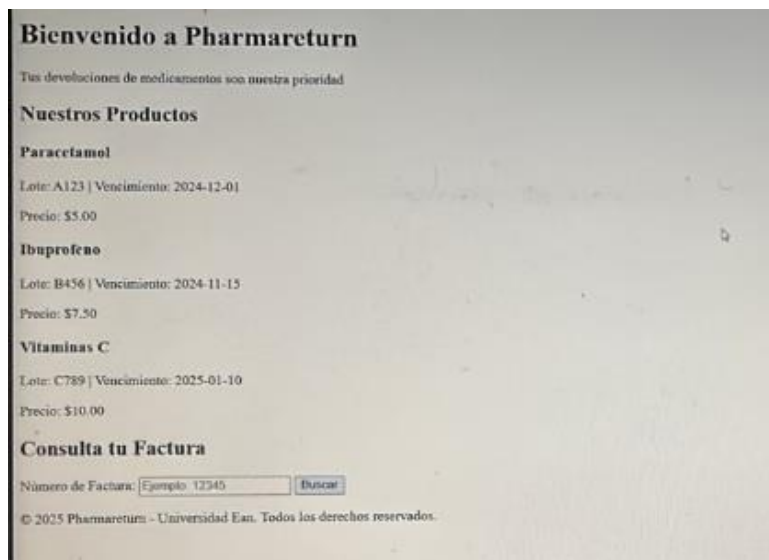 Bienvenido a Pharmareturn
Tus devoluciones de medicamentos son nuestra prioridad
Nuestros Productos
Paracetamol
Lote: A123 | Vencimiento: 2024-12-01
Precio: $5.00
Ibuprofeno
Lote: B456 | Vencimiento: 2024-11-15
Precio: $7.50
Vitaminas C
Lote: C789 | Vencimiento: 2025-01-10
Precio: $10.00
Consulta tu Factura
Número de Factura: Ejemplo: 12345 Buscar
© 2025 Pharmareturn - Universidad Ean. Todos los derechos reservados.